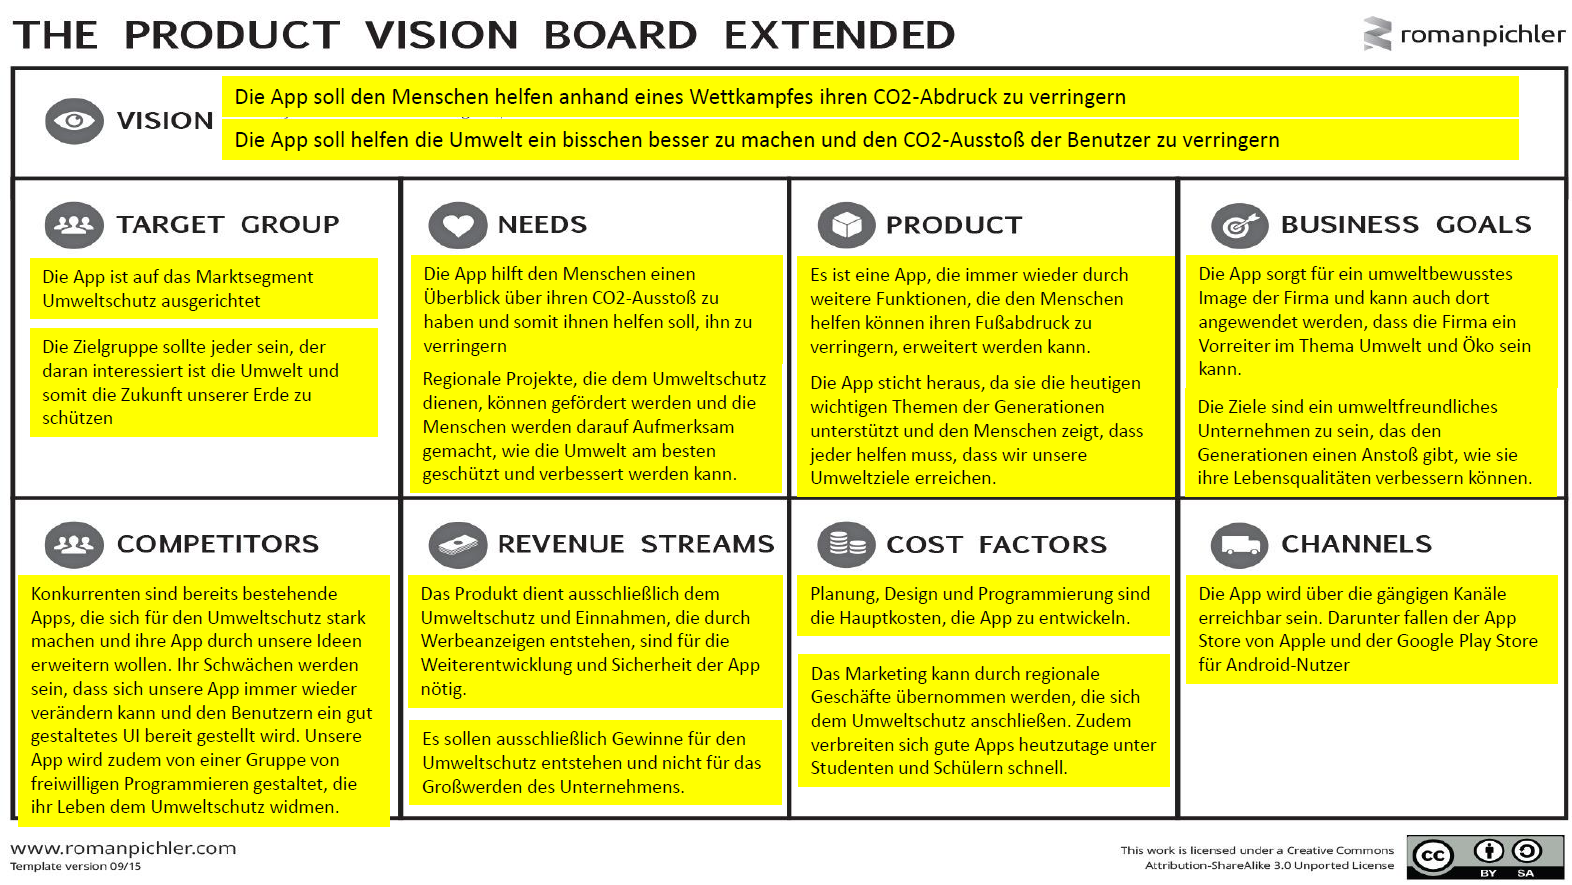 THE PRODUCT VISION BOARD EXTENDED
romanpichler
VISION
Die App soll den Menschen helfen anhand eines Wettkampfes ihren CO2-Abdruck zu verringern
Die App soll helfen die Umwelt ein bisschen besser zu machen und den CO2-Ausstoß der Benutzer zu verringern
TARGET GROUP
Die App ist auf das Marktsegment
Umweltschutz ausgerichtet
Die Zielgruppe sollte jeder sein, der
daran interessiert ist die Umwelt und
somit die Zukunft unserer Erde zu
schützen
NEEDS
Die App hilft den Menschen einen
Überblick über ihren CO2-Ausstoß zu
haben und somit ihnen helfen soll, ihn zu
verringern
Regionale Projekte, die dem Umweltschutz
dienen, können gefördert werden und die
Menschen werden darauf Aufmerksam
gemacht, wie die Umwelt am besten
geschützt und verbessert werden kann.
PRODUCT
Es ist eine App, die immer wieder durch
weitere Funktionen, die den Menschen
helfen können ihren Fußabdruck zu
verringern, erweitert werden kann.
Die App sticht heraus, da sie die heutigen
wichtigen Themen der Generationen
unterstützt und den Menschen zeigt, dass
jeder helfen muss, dass wir unsere
Umweltziele erreichen.
BUSINESS GOALS
Die App sorgt für ein umweltbewusstes
Image der Firma und kann auch dort
angewendet werden, dass die Firma ein
Vorreiter im Thema Umwelt und Öko sein
kann.
Die Ziele sind ein umweltfreundliches
Unternehmen zu sein, das den
Generationen einen Anstoß gibt, wie sie
ihre Lebensqualitäten verbessern können.
COMPETITORS
Konkurrenten sind bereits bestehende
Apps, die sich für den Umweltschutz stark
machen und ihre App durch unsere Ideen
erweitern wollen. Ihr Schwächen werden
sein, dass sich unsere App immer wieder
verändern kann und den Benutzern ein gut
gestaltetes UI bereit gestellt wird. Unsere
App wird zudem von einer Gruppe von
freiwilligen Programmieren gestaltet, die
ihr Leben dem Umweltschutz widmen.
REVENUE STREAMS
Das Produkt dient ausschließlich dem
Umweltschutz und Einnahmen, die durch
Werbeanzeigen entstehen, sind für die
Weiterentwicklung und Sicherheit der App
nötig.
Es sollen ausschließlich Gewinne für den
Umweltschutz entstehen und nicht für das
Großwerden des Unternehmens.
COST FACTORS
Planung, Design und Programmierung sind
die Hauptkosten, die App zu entwickeln.
Das Marketing kann durch regionale
Geschäfte übernommen werden, die sich
dem Umweltschutz anschließen. Zudem
verbreiten sich gute Apps heutzutage unter
Studenten und Schülern schnell.
CHANNELS
Die App wird über die gängigen Kanäle
erreichbar sein. Darunter fallen der App
Store von Apple und der Google Play Store
für Android-Nutzer
www.romanpichler.com
Template version 09/15
This work is licensed under a Creative Commons
Attribution-ShareAlike 3.0 Unported License
cc
BY SA